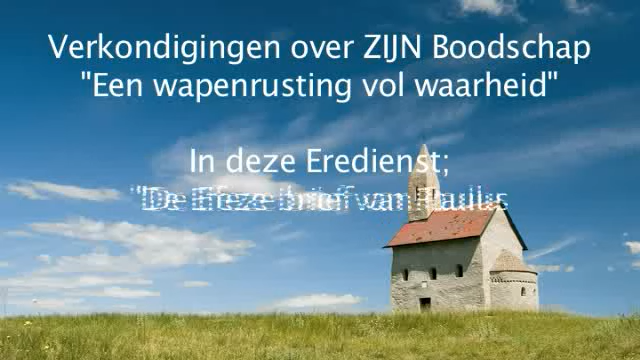 Verkondigingen over ZIJN Boodschap
"Een wapenrusting vol waarheid"
In deze Eredienst;
"De Efeze brief van Paulus